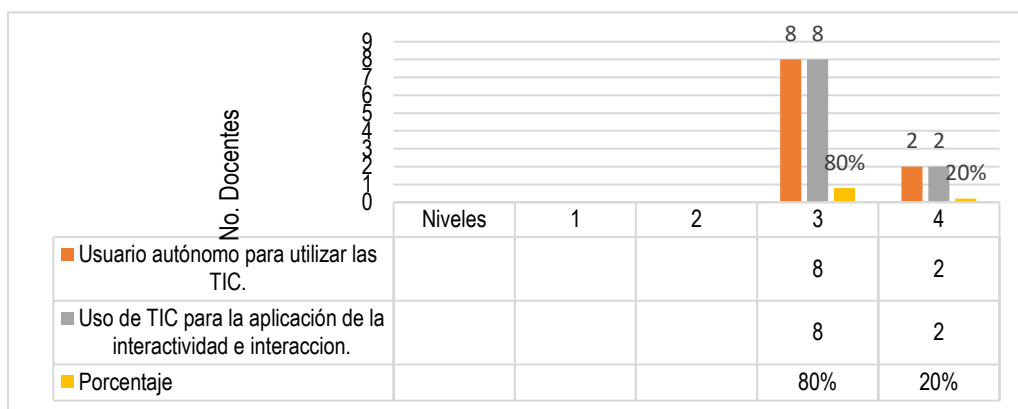 No. Docentes
9
8
7
6
5
4
3
2
1
0
8 8
80%
2 2
20%
Niveles 1 2 3 4
Usuario autónomo para utilizar las
TIC.
8 2
Uso de TIC para la aplicación de la
interactividad e interaccion.
8 2
Porcentaje 80% 20%